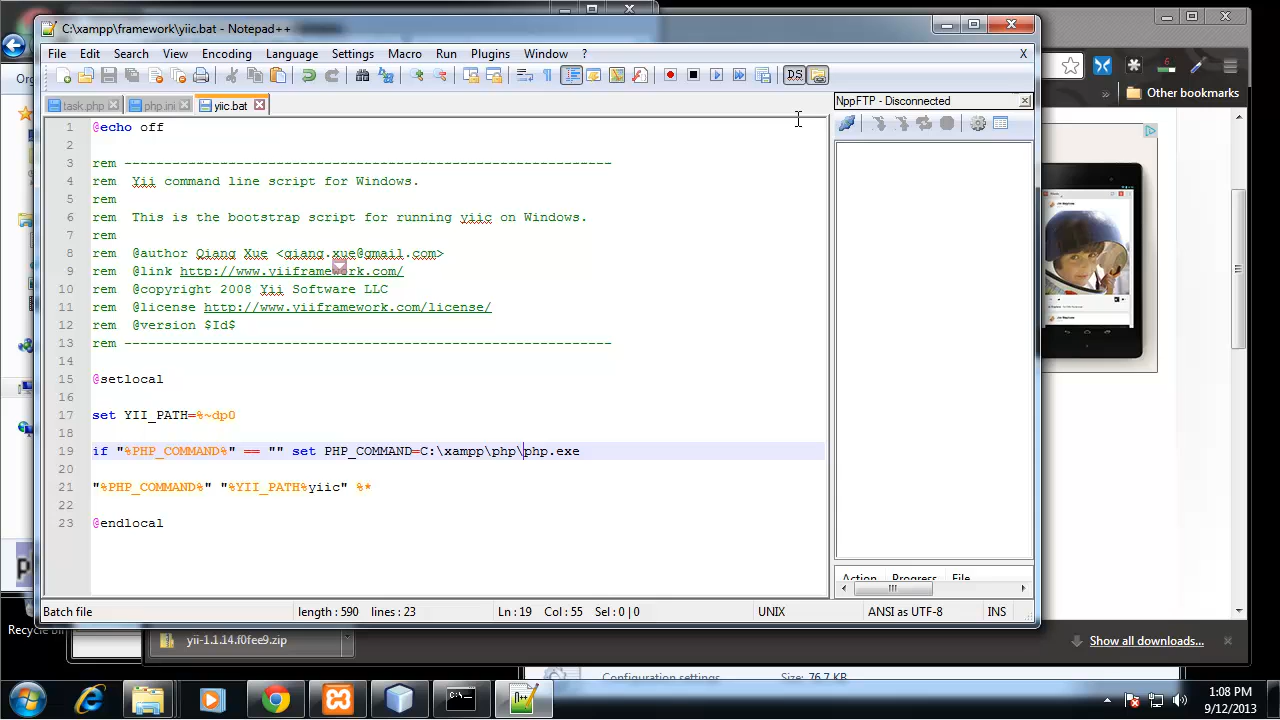 C:\xampp\framework\yiic.bat - Notepad++
File Edit Search View Encoding Language Settings Macro Run Plugins Window ? X
task.php php.ini yiic.bat
NppFTP - Disconnected
Other bookmarks
1 @echo off
2
3 rem -------------------------------------------------------------
4 rem Yii command line script for Windows.
5 rem
6 rem This is the bootstrap script for running yiic on Windows.
7 rem
8 rem @author Qiang Xue <qiang.xue@gmail.com>
9 rem @link http://www.yiiframework.com/
10 rem @copyright 2008 Yii Software LLC
11 rem @license http://www.yiiframework.com/license/
12 rem @version $Id$
13 rem -------------------------------------------------------------
14
15 @setlocal
16
17 set YII_PATH=%~dp0
18
19 if "%PHP_COMMAND%" == "" set PHP_COMMAND=C:\xampp\php\php.exe
20
21 "%PHP_COMMAND%" "%YII_PATH%yiic" %*
22
23 @endlocal
Action Progress File
Batch file length : 590 lines : 23 Ln : 19 Col : 55 Sel : 0 | 0 UNIX ANSI as UTF-8 INS
Recycle bin
yii-1.1.14.f0fee9.zip
Show all downloads...
Configuration settings Size: 76.7 KB
1:08 PM
9/12/2013